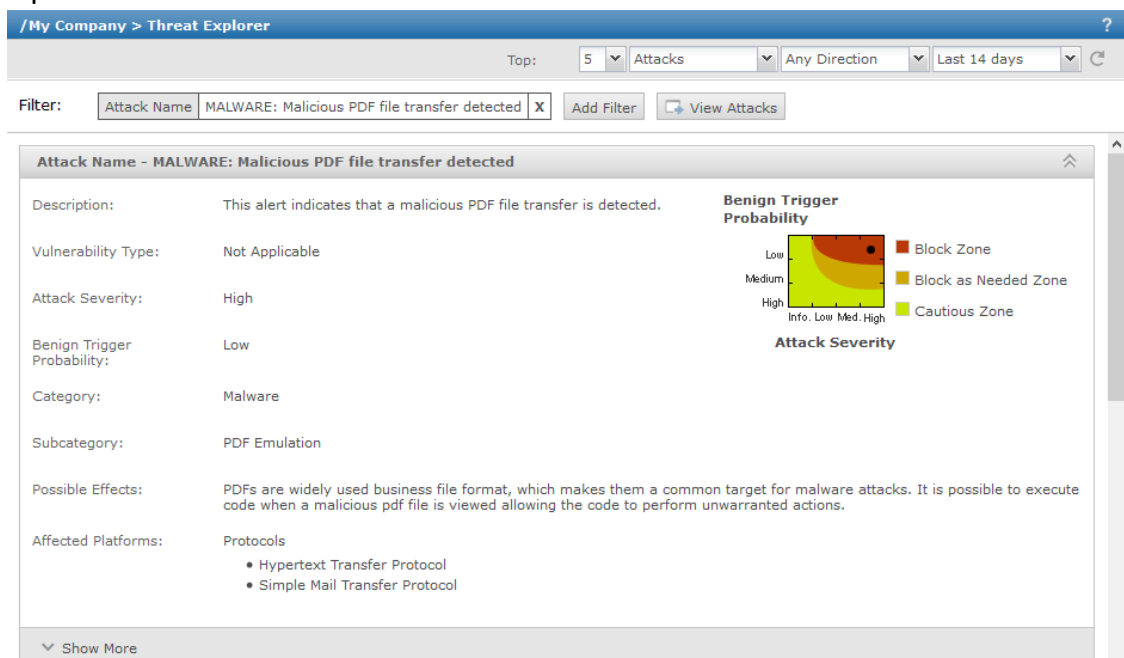 /My Company > Threat Explorer ?
Top: 5 Attacks Any Direction Last 14 days
Filter: Attack Name MALWARE: Malicious PDF file transfer detected X Add Filter View Attacks
Attack Name - MALWARE: Malicious PDF file transfer detected
Description: This alert indicates that a malicious PDF file transfer is detected.
Vulnerability Type: Not Applicable
Attack Severity: High
Benign Trigger
Probability: Low
Category: Malware
Subcategory: PDF Emulation
Possible Effects: PDFs are widely used business file format, which makes them a common target for malware attacks. It is possible to execute
code when a malicious pdf file is viewed allowing the code to perform unwarranted actions.
Affected Platforms: Protocols
• Hypertext Transfer Protocol
• Simple Mail Transfer Protocol
Benign Trigger
Probability
Low
Medium
High
Info. Low Med. High
Attack Severity
Block Zone
Block as Needed Zone
Cautious Zone
Show More